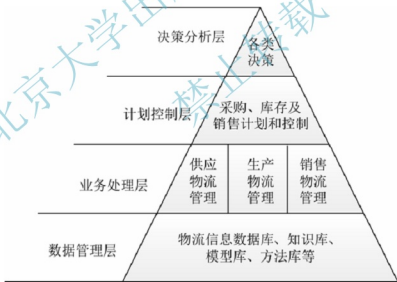 决策分析层
各类
决策
计划控制层
采购、库存及
销售计划和控制
业务处理层
供应
物流
管理
生产
物流
管理
销售
物流
管理
数据管理层
物流信息数据库、知识库、
模型库、方法库等
北京大学出
禁止转载